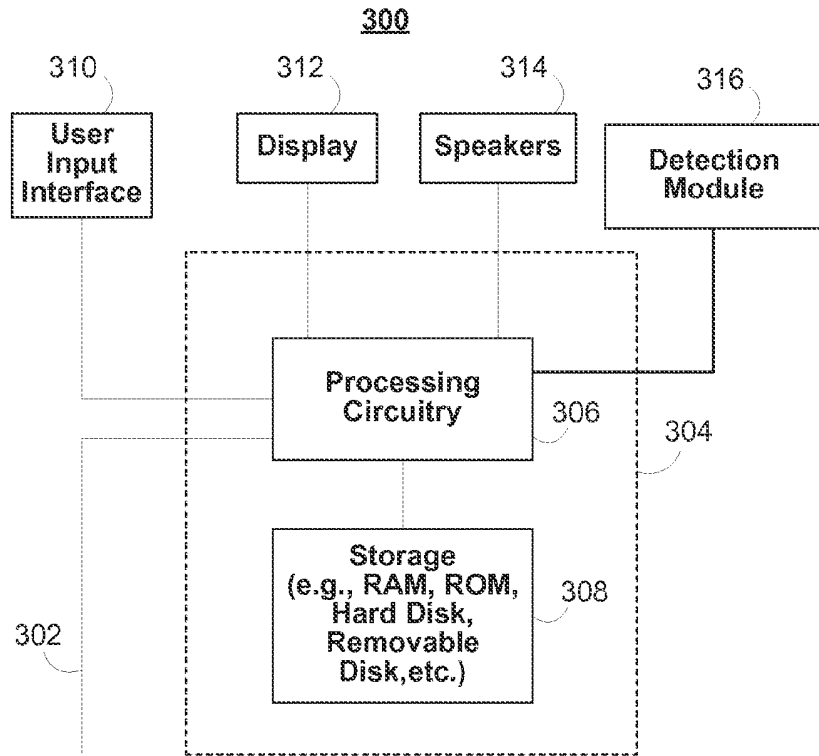 300
310
312
314
316
User
Input
Interface
Display
Speakers
Detection
Module
Processing
Circuitry
306
304
Storage
(e.g., RAM, ROM,
Hard Disk,
Removable
Disk,etc.)
308
302